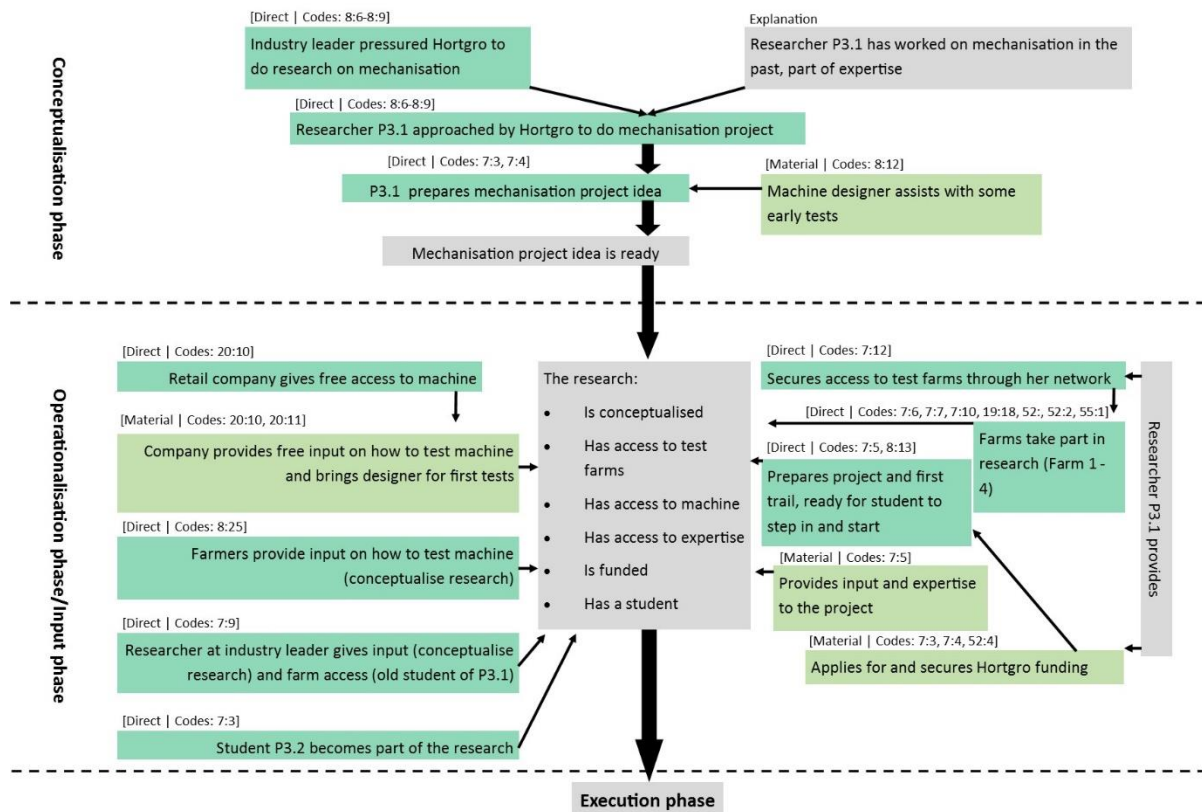 Conceptualisation phase
[Direct | Codes: 8:6-8:9]
Industry leader pressured Hortgro to
do research on mechanisation
Explanation
Researcher P3.1 has worked on mechanisation in the
past, part of expertise
[Direct | Codes: 8:6-8:9]
Researcher P3.1 approached by Hortgro to do mechanisation project
[Direct | Codes: 7:3, 7:4]
P3.1 prepares mechanisation project idea
[Material | Codes: 8:12]
Machine designer assists with some
early tests
Mechanisation project idea is ready
Operationalisation phase/Input phase
[Direct | Codes: 20:10]
Retail company gives free access to machine
[Material | Codes: 20:10, 20:11]
Company provides free input on how to test machine
and brings designer for first tests
[Direct | Codes: 8:25]
Farmers provide input on how to test machine
(conceptualise research)
[Direct | Codes: 7:9]
Researcher at industry leader gives input (conceptualise
research) and farm access (old student of P3.1)
[Direct | Codes: 7:3]
Student P3.2 becomes part of the research
The research:
• Is conceptualised
• Has access to test
farms
• Has access to machine
• Has access to expertise
• Is funded
• Has a student
[Direct | Codes: 7:12]
Secures access to test farms through her network
[Direct | Codes: 7:6, 7:7, 7:10, 19:18, 52:, 52:2, 55:1]
Farms take part in
research (Farm 1 -
4)
[Direct | Codes: 7:5, 8:13]
Prepares project and first
trail, ready for student to
step in and start
[Material | Codes: 7:5]
Provides input and expertise
to the project
[Material | Codes: 7:3, 7:4, 52:4]
Applies for and secures Hortgro funding
Researcher P3.1 provides
Execution phase